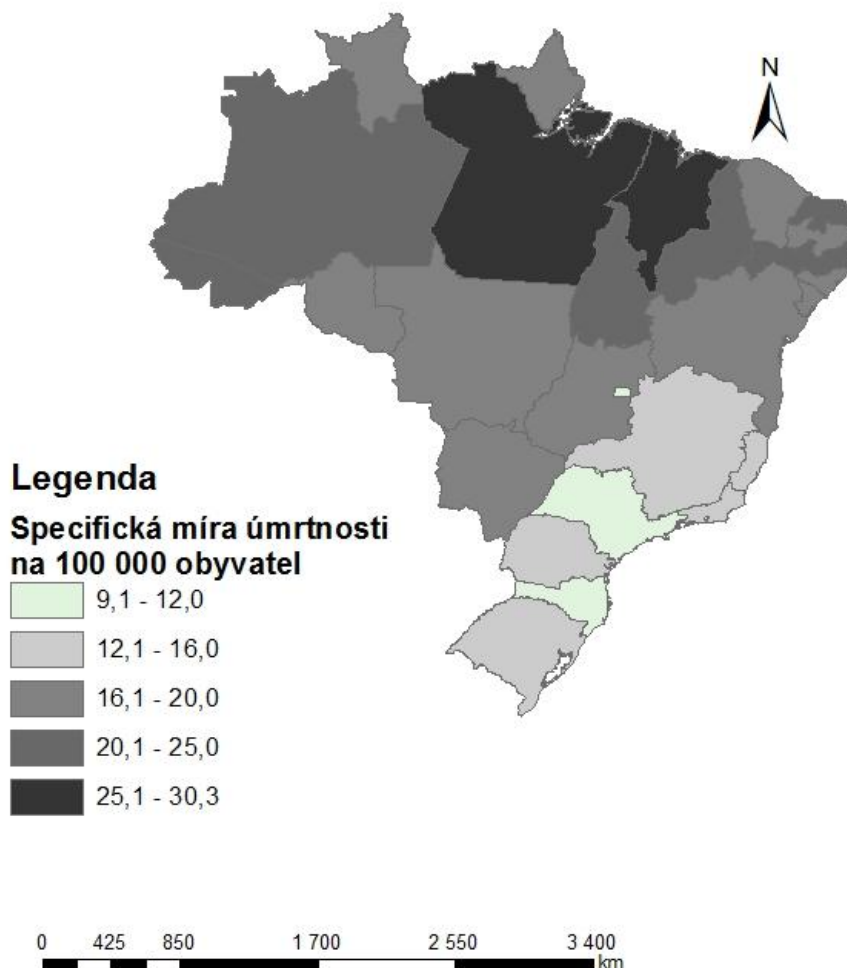 N
Legenda
Specifická míra úmrtnosti
na 100 000 obyvatel
9,1 - 12,0
12,1 - 16,0
16,1 - 20,0
20,1 - 25,0
25,1 - 30,3
0 425 850 1 700 2 550 3 400
km